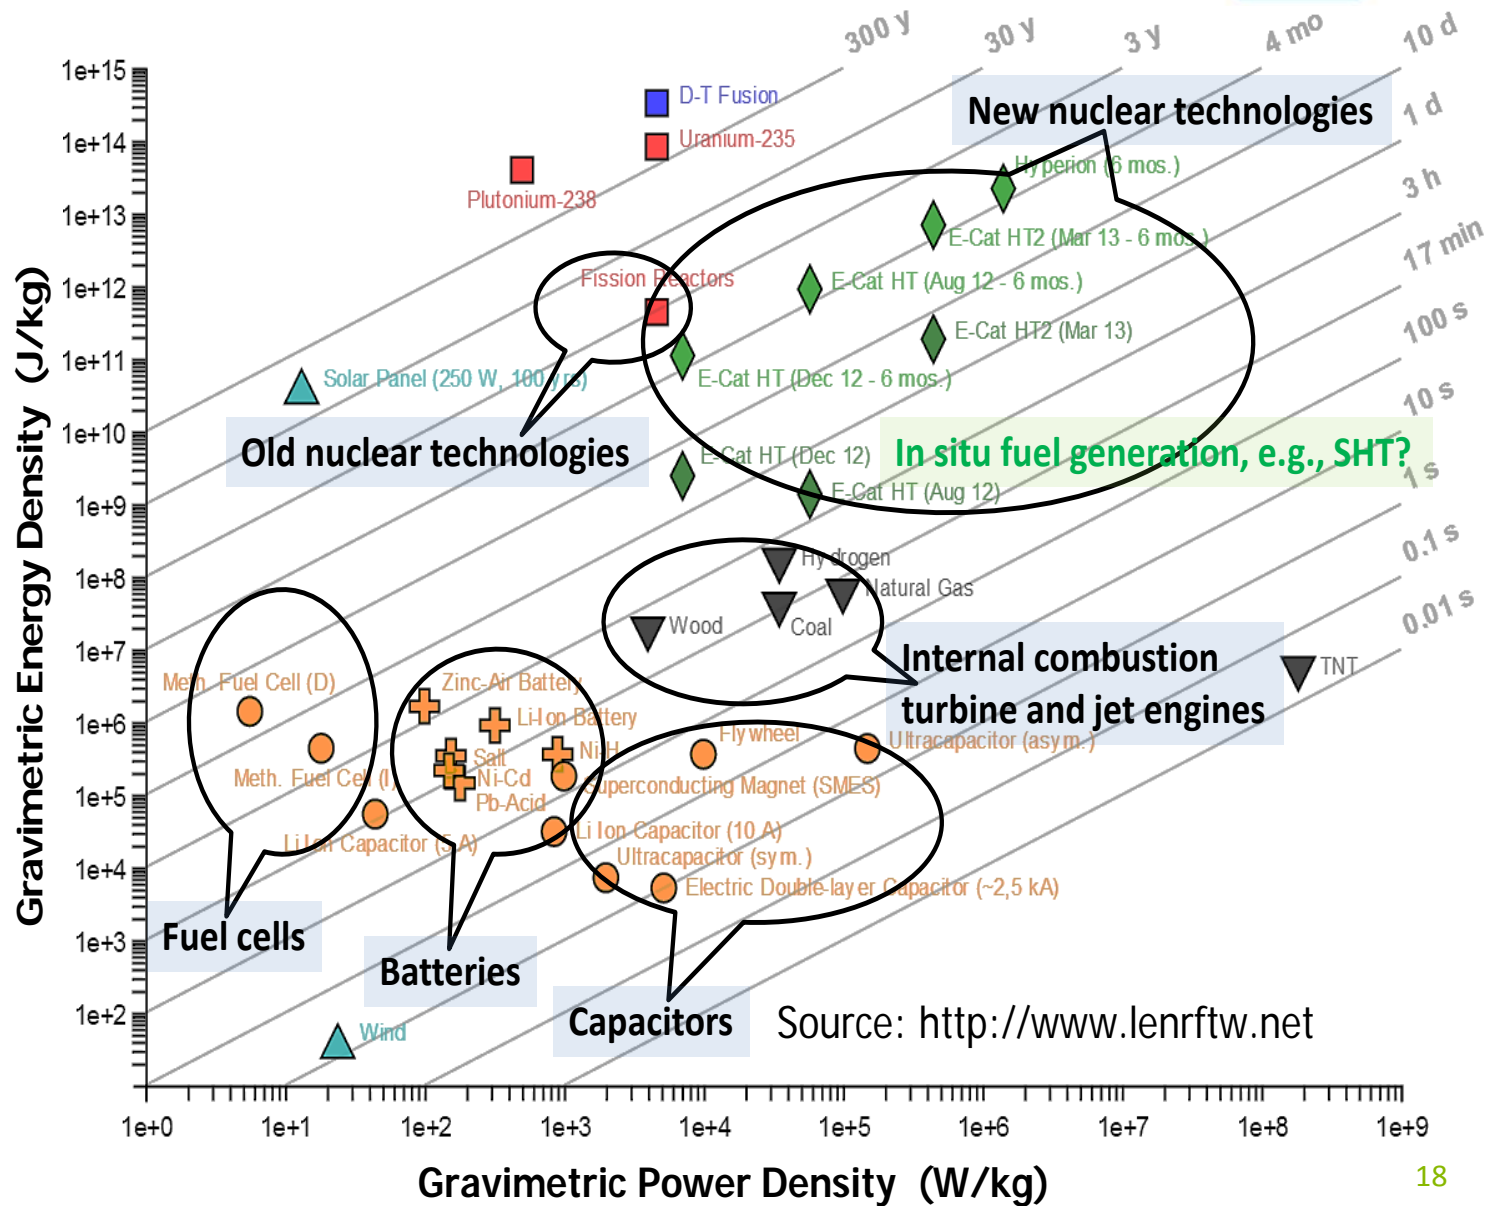 300 y
30 y
3 y
4 mo
10 d
1 d
3 h
17 min
100 s
10 s
1 s
0.1 s
0.01 s
1e+15
1e+14
1e+13
1e+12
1e+11
1e+10
1e+9
1e+8
1e+7
1e+6
1e+5
1e+4
1e+3
1e+2
Gravimetric Energy Density (J/kg)
D-T Fusion
Uranium-235
Plutonium-238
New nuclear technologies
Hyperion (6 mos.)
E-Cat HT2 (Mar 13 - 6 mos.)
Fission Reactors
E-Cat HT (Aug 12 - 6 mos.)
E-Cat HT2 (Mar 13)
Solar Panel (250 W, 100 yrs)
E-Cat HT (Dec 12 - 6 mos.)
Old nuclear technologies
E-Cat HT (Dec 12)
In situ fuel generation, e.g., SHT?
E-Cat HT (Aug 12)
Hydrogen
Natural Gas
Wood
Coal
Internal combustion
turbine and jet engines
TNT
Meth. Fuel Cell (D)
Zinc-Air Battery
Li-Ion Battery
Flywheel
Ultracapacitor (asym.)
Salt
Ni-H
Meth. Fuel Cell (I)
Ni-Cd
Superconducting Magnet (SMES)
Pb-Acid
Li Ion Capacitor (5 A)
Li Ion Capacitor (10 A)
Ultracapacitor (sym.)
Electric Double-layer Capacitor (~2,5 kA)
Fuel cells
Batteries
Capacitors
Source: http://www.lenrftw.net
Wind
1e+0
1e+1
1e+2
1e+3
1e+4
1e+5
1e+6
1e+7
1e+8
1e+9
Gravimetric Power Density (W/kg)
18